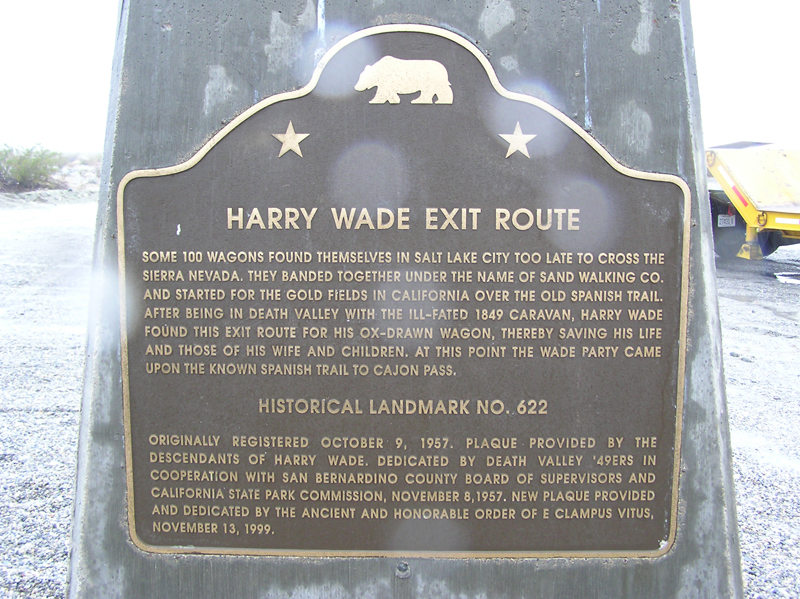 HARRY WADE EXIT ROUTE
SOME 100 WAGONS FOUND THEMSELVES IN SALT LAKE CITY TOO LATE TO CROSS THE
SIERRA NEVADA. THEY BANDED TOGETHER UNDER THE NAME OF SAND WALKING CO.
AND STARTED FOR THE GOLD FIELDS IN CALIFORNIA OVER THE OLD SPANISH TRAIL.
AFTER BEING IN DEATH VALLEY WITH THE ILL-FATED 1849 CARAVAN, HARRY WADE
FOUND THIS EXIT ROUTE FOR HIS OX-DRAWN WAGON, THEREBY SAVING HIS LIFE
AND THOSE OF HIS WIFE AND CHILDREN. AT THIS POINT THE WADE PARTY CAME
UPON THE KNOWN SPANISH TRAIL TO CAJON PASS.
HISTORICAL LANDMARK NO. 622
ORIGINALLY REGISTERED OCTOBER 9, 1957. PLAQUE PROVIDED BY THE
DESCENDANTS OF HARRY WADE. DEDICATED BY DEATH VALLEY '49ERS IN
COOPERATION WITH SAN BERNARDINO COUNTY BOARD OF SUPERVISORS AND
CALIFORNIA STATE PARK COMMISSION, NOVEMBER 8,1957. NEW PLAQUE PROVIDED
AND DEDICATED BY THE ANCIENT AND HONORABLE ORDER OF E CLAMPUS VITUS,
NOVEMBER 13, 1999.